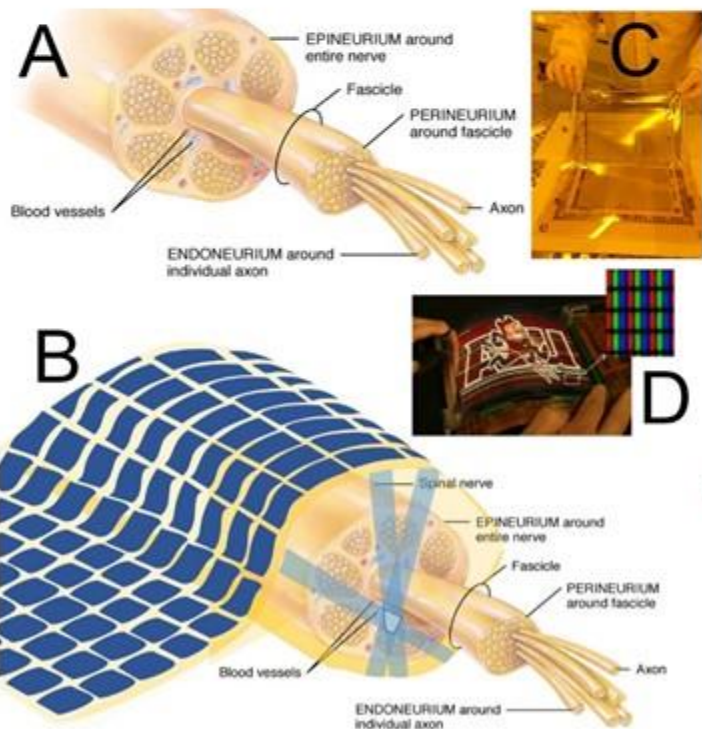 A
EPINEURIUM around
entire nerve
Fascicle
PERINEURIUM
around fascicle
Blood vessels
Axon
ENDONEURIUM around
individual axon
C
B
D
Spinal nerve
EPINEURIUM around
entire nerve
Fascicle
PERINEURIUM
around fascicle
Blood vessels
Axon
ENDONEURIUM around
individual axon